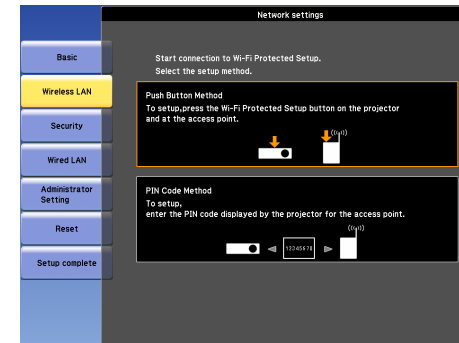 Network settings
Basic
Wireless LAN
Security
Wired LAN
Administrator
Setting
Reset
Setup complete
Start connection to Wi-Fi Protected Setup.
Select the setup method.
Push Button Method
To setup,press the Wi-Fi Protected Setup button on the projector
and at the access point.
PIN Code Method
To setup,
enter the PIN code displayed by the projector for the access point.
12345678